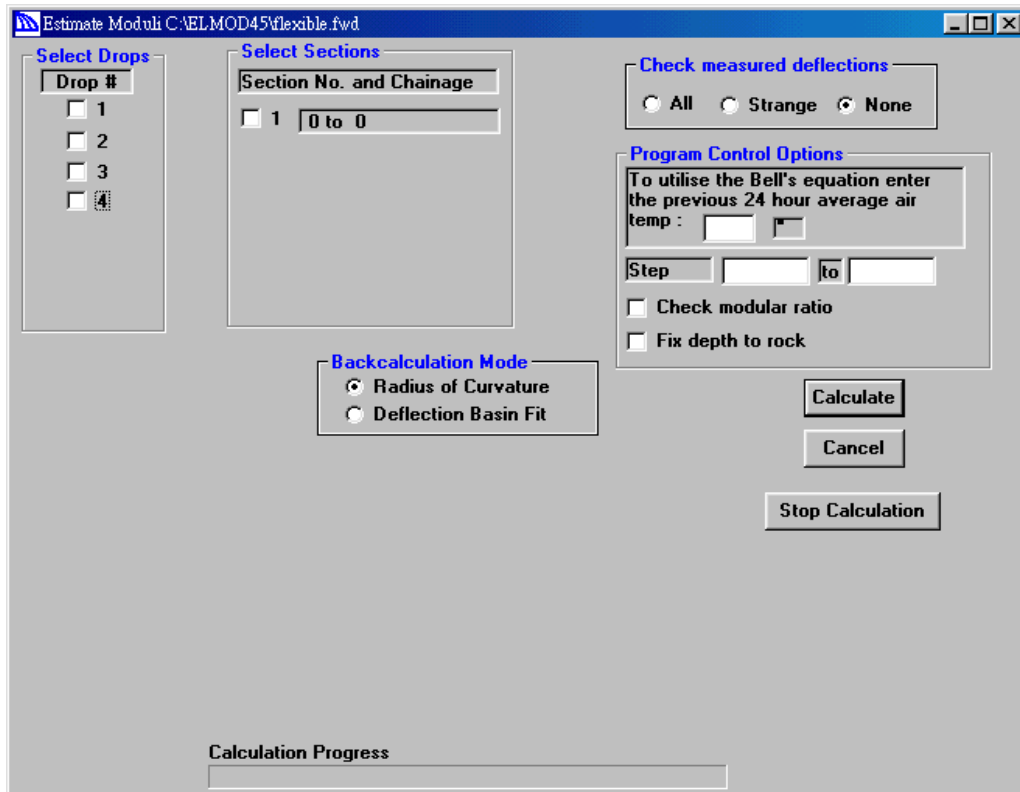 Estimate Moduli C:\ELMOD45\flexible.fwd
Select Drops
Drop #
1
2
3
4
Select Sections
Section No. and Chainage
1 0 to 0
Check measured deflections
All Strange None
Program Control Options
To utilise the Bell's equation enter
the previous 24 hour average air
temp :
Step to
Check modular ratio
Fix depth to rock
Backcalculation Mode
Radius of Curvature
Deflection Basin Fit
Calculate
Cancel
Stop Calculation
Calculation Progress